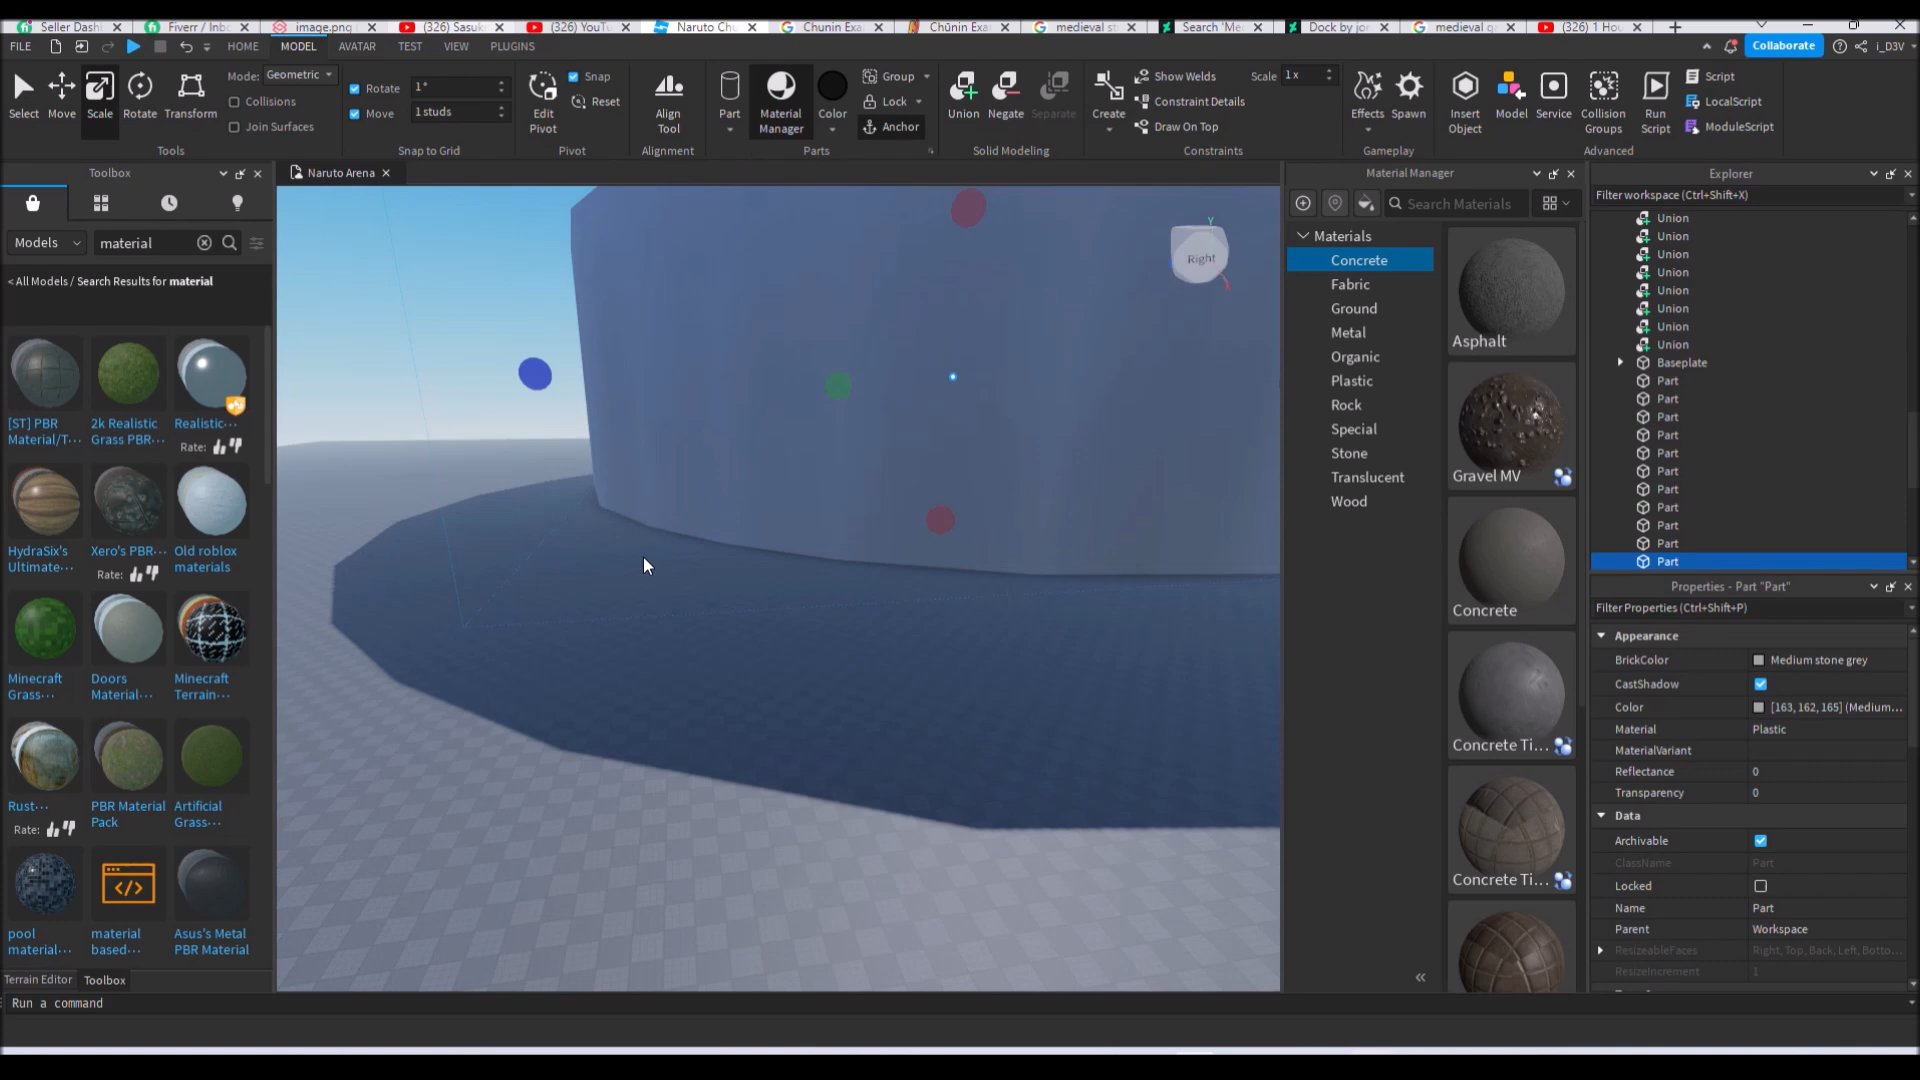 Seller Dash
Fiverr / Inb
image.png
(326) Sasuk
(326) YouTu
Naruto Chu
Chunin Exa
Chūnin Exa
medieval st
Search 'Me
Dock by jo
medieval g
(326) 1 Hou
FILE
HOME
MODEL
AVATAR
TEST
VIEW
PLUGINS
Collaborate
i_D3V
Select
Move
Scale
Rotate
Transform
Mode: Geometric
Collisions
Join Surfaces
Tools
Rotate 1°
Move 1 studs
Snap to Grid
Edit Pivot
Snap
Reset
Pivot
Align Tool
Alignment
Part
Material Manager
Color
Group
Lock
Anchor
Parts
Union
Negate
Separate
Solid Modeling
Create
Show Welds
Constraint Details
Draw On Top
Scale 1x
Constraints
Effects
Spawn
Gameplay
Insert Object
Model
Service
Collision Groups
Run Script
Script
LocalScript
ModuleScript
Advanced
Toolbox
Models
material
< All Models / Search Results for material
[ST] PBR Material/T...
2k Realistic Grass PBR...
Realistic...
Rate:
HydraSix's Ultimate...
Xero's PBR...
Rate:
Old roblox materials
Minecraft Grass...
Doors Material...
Minecraft Terrain...
Rust...
Rate:
PBR Material Pack
Artificial Grass...
pool material...
material based...
Asus's Metal PBR Material
Terrain Editor
Toolbox
Run a command
Naruto Arena
Y
Right
Material Manager
Search Materials
Materials
Concrete
Fabric
Ground
Metal
Organic
Plastic
Rock
Special
Stone
Translucent
Wood
Asphalt
Gravel MV
Concrete
Concrete Ti...
Concrete Ti...
Explorer
Filter workspace (Ctrl+Shift+X)
Union
Union
Union
Union
Union
Union
Union
Union
Baseplate
Part
Part
Part
Part
Part
Part
Part
Part
Part
Part
Part
Properties - Part "Part"
Filter Properties (Ctrl+Shift+P)
Appearance
BrickColor Medium stone grey
CastShadow
Color [163, 162, 165] (Medium...
Material Plastic
MaterialVariant
Reflectance 0
Transparency 0
Data
Archivable
ClassName Part
Locked
Name Part
Parent Workspace
ResizeableFaces Right, Top, Back, Left, Botto...
ResizeIncrement 1